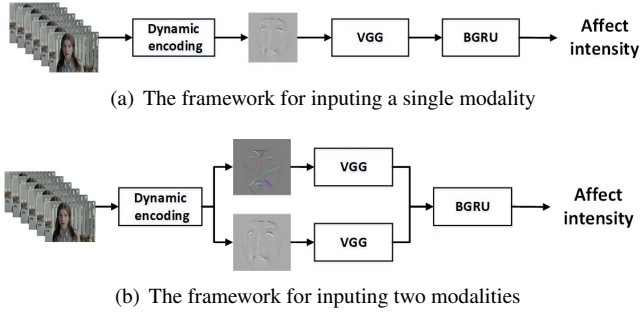 Dynamic
encoding
VGG
BGRU
Affect
intensity
(a) The framework for inputing a single modality
Dynamic
encoding
VGG
VGG
BGRU
Affect
intensity
(b) The framework for inputing two modalities